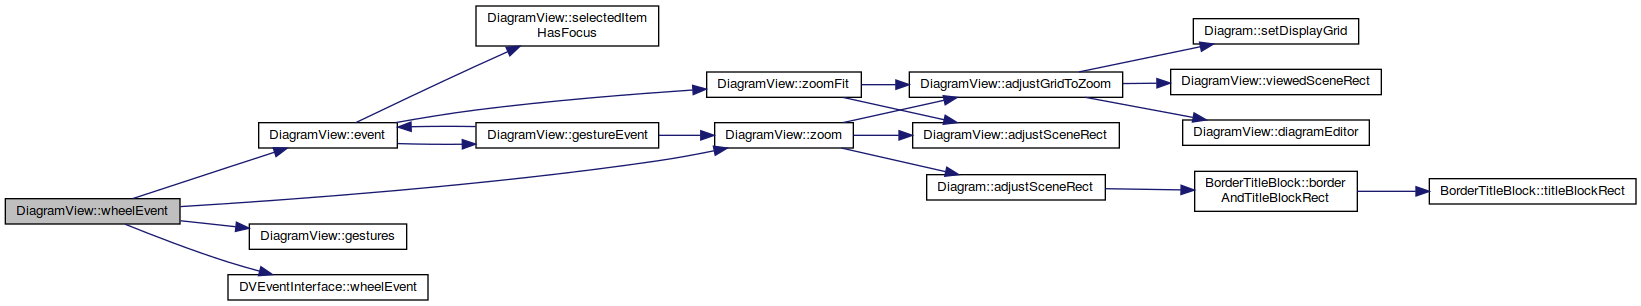 DiagramView::wheelEvent
DiagramView::event
DiagramView::gestures
DVEventInterface::wheelEvent
DiagramView::selectedItem
HasFocus
DiagramView::gestureEvent
DiagramView::zoomFit
DiagramView::zoom
DiagramView::adjustGridToZoom
DiagramView::adjustSceneRect
Diagram::adjustSceneRect
Diagram::setDisplayGrid
DiagramView::viewedSceneRect
DiagramView::diagramEditor
BorderTitleBlock::border
AndTitleBlockRect
BorderTitleBlock::titleBlockRect